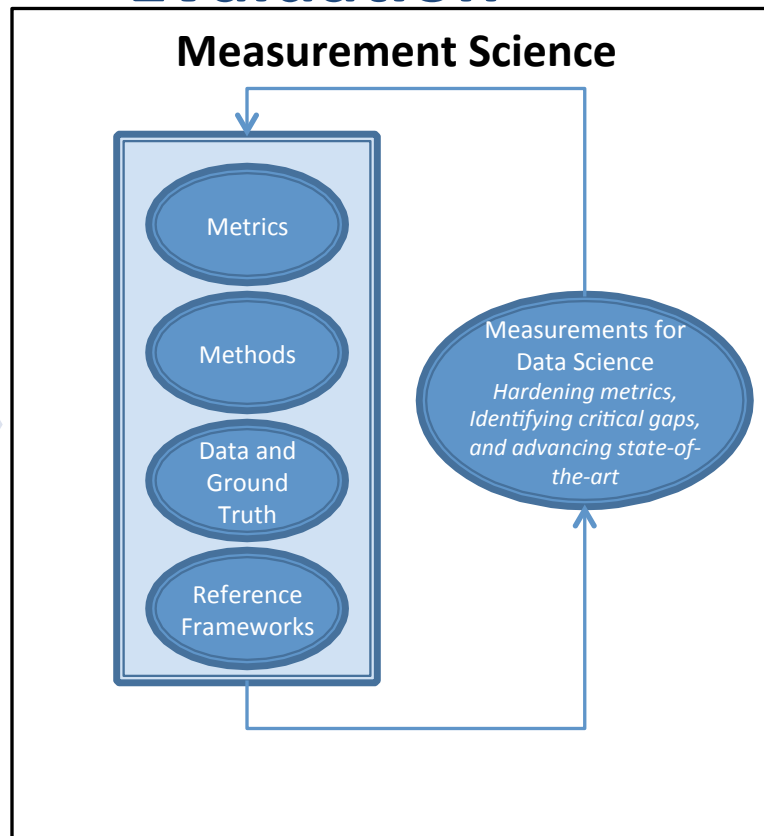 Evaluation
Measurement Science
Metrics
Methods
Data and
Ground
Truth
Reference
Frameworks
Measurements for
Data Science
Hardening metrics,
Identifying critical gaps,
and advancing state-of-
the-art